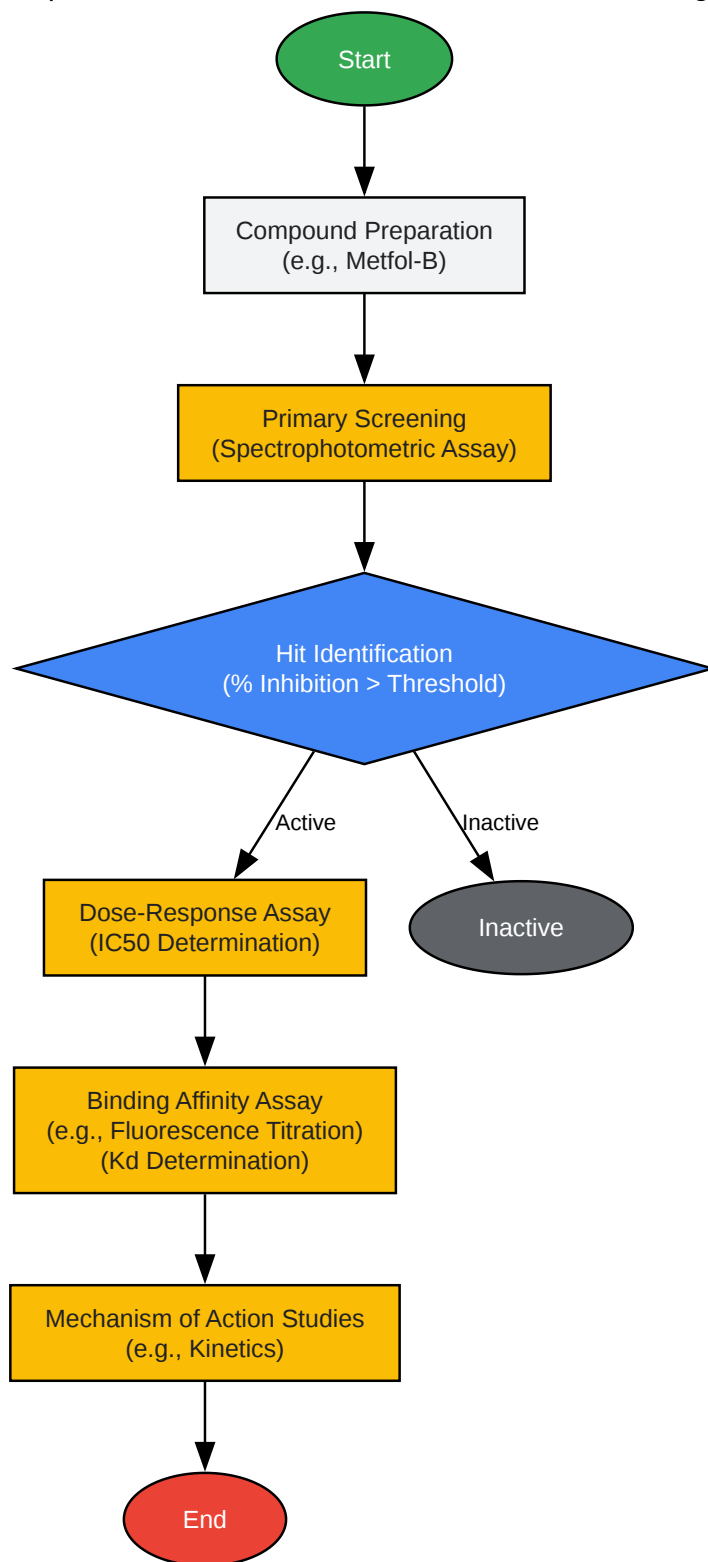 Start
Compound Preparation
(e.g., Metfol-B)
Primary Screening
(Spectrophotometric Assay)
Hit Identification
(% Inhibition > Threshold)
Active
Inactive
Dose-Response Assay
(IC50 Determination)
Inactive
Binding Affinity Assay
(e.g., Fluorescence Titration)
(Kd Determination)
Mechanism of Action Studies
(e.g., Kinetics)
End